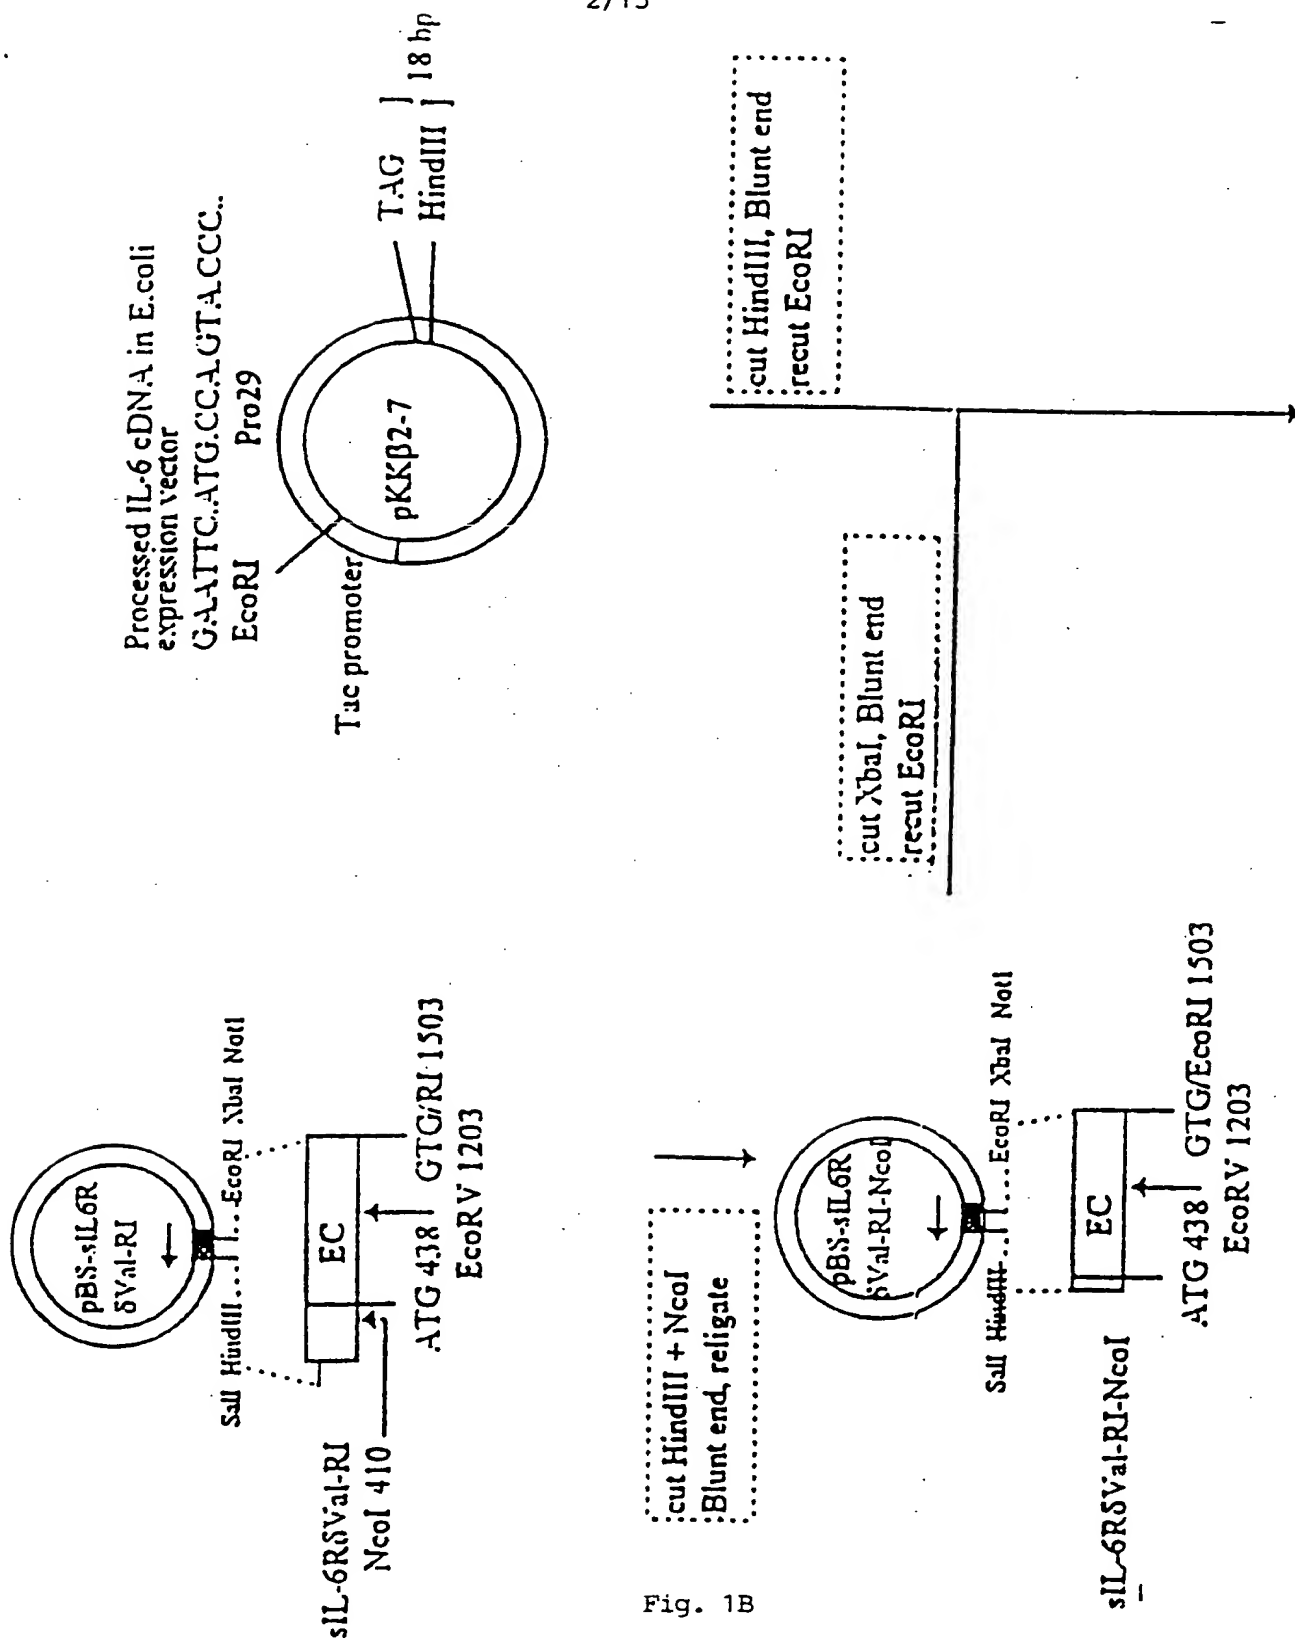 2/15
Processed IL-6 cDNA in E.coli
expression vector
GAATTC.ATG.CCA.GTA.CCC..
EcoRI Pro29
Tac promoter
pKKβ2-7
TAG ] 18 bp
HindIII ]
cut HindIII, Blunt end
recut EcoRI
cut XbaI, Blunt end
recut EcoRI
pBS-sIL6R
δVal-RI
SalI HindIII....I....EcoRI XbaI NotI
sIL-6RδVal-RI
NcoI 410
EC
ATG 438 GTG/RI 1503
EcoRV 1203
cut HindIII + NcoI
Blunt end, religate
pBS-sIL6R
δVal-RI-NcoI
SalI HindIII....I....EcoRI XbaI NotI
EC
sIL-6RδVal-RI-NcoI
ATG 438 GTG/EcoRI 1503
EcoRV 1203
Fig. 1B